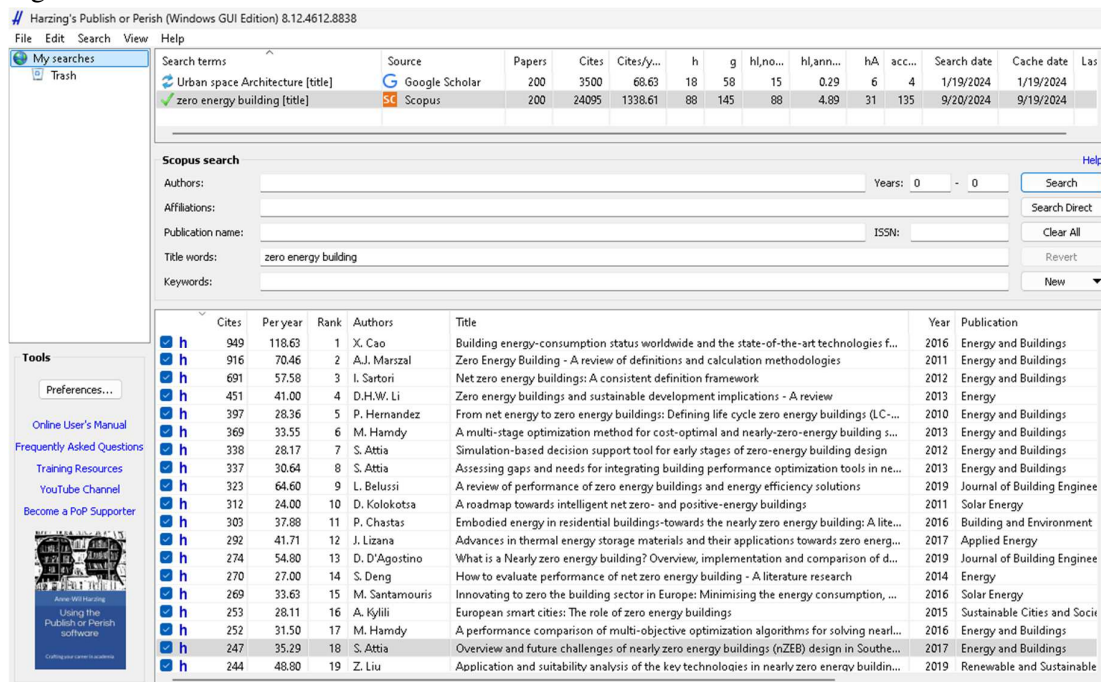 Harzing's Publish or Perish (Windows GUI Edition) 8.12.4612.8838
File Edit Search View Help
My searches
Trash
Search terms Source Papers Cites Cites/y... h g hI,no... hI,ann... hA acc... Search date Cache date Las
Urban space Architecture [title] Google Scholar 200 3500 68.63 18 58 15 0.29 6 4 1/19/2024 1/19/2024
zero energy building [title] SC Scopus 200 24095 1338.61 88 145 88 4.89 31 135 9/20/2024 9/19/2024
Scopus search Help
Authors: Years: 0 - 0 Search
Affiliations: Search Direct
Publication name: ISSN: Clear All
Title words: zero energy building Revert
Keywords: New
Cites Per year Rank Authors Title Year Publication
h 949 118.63 1 X. Cao Building energy-consumption status worldwide and the state-of-the-art technologies f... 2016 Energy and Buildings
h 916 70.46 2 A.J. Marszal Zero Energy Building - A review of definitions and calculation methodologies 2011 Energy and Buildings
h 691 57.58 3 I. Sartori Net zero energy buildings: A consistent definition framework 2012 Energy and Buildings
h 451 41.00 4 D.H.W. Li Zero energy buildings and sustainable development implications - A review 2013 Energy
h 397 28.36 5 P. Hernandez From net energy to zero energy buildings: Defining life cycle zero energy buildings (LC-... 2010 Energy and Buildings
h 369 33.55 6 M. Hamdy A multi-stage optimization method for cost-optimal and nearly-zero-energy building s... 2013 Energy and Buildings
h 338 28.17 7 S. Attia Simulation-based decision support tool for early stages of zero-energy building design 2012 Energy and Buildings
h 337 30.64 8 S. Attia Assessing gaps and needs for integrating building performance optimization tools in ne... 2013 Energy and Buildings
h 323 64.60 9 L. Belussi A review of performance of zero energy buildings and energy efficiency solutions 2019 Journal of Building Enginee
h 312 24.00 10 D. Kolokotsa A roadmap towards intelligent net zero- and positive-energy buildings 2011 Solar Energy
h 303 37.88 11 P. Chastas Embodied energy in residential buildings-towards the nearly zero energy building: A lite... 2016 Building and Environment
h 292 41.71 12 J. Lizana Advances in thermal energy storage materials and their applications towards zero energ... 2017 Applied Energy
h 274 54.80 13 D. D'Agostino What is a Nearly zero energy building? Overview, implementation and comparison of d... 2019 Journal of Building Enginee
h 270 27.00 14 S. Deng How to evaluate performance of net zero energy building - A literature research 2014 Energy
h 269 33.63 15 M. Santamouris Innovating to zero the building sector in Europe: Minimising the energy consumption, ... 2016 Solar Energy
h 253 28.11 16 A. Kylili European smart cities: The role of zero energy buildings 2015 Sustainable Cities and Socie
h 252 31.50 17 M. Hamdy A performance comparison of multi-objective optimization algorithms for solving nearl... 2016 Energy and Buildings
h 247 35.29 18 S. Attia Overview and future challenges of nearly zero energy buildings (nZEB) design in Southe... 2017 Energy and Buildings
h 244 48.80 19 Z. Liu Application and suitability analysis of the key technologies in nearly zero energy buildin... 2019 Renewable and Sustainable
Tools
Preferences...
Online User's Manual
Frequently Asked Questions
Training Resources
YouTube Channel
Become a PoP Supporter
Anne-Wil Harzing
Using the
Publish or Perish
software
Crafting your career in academia